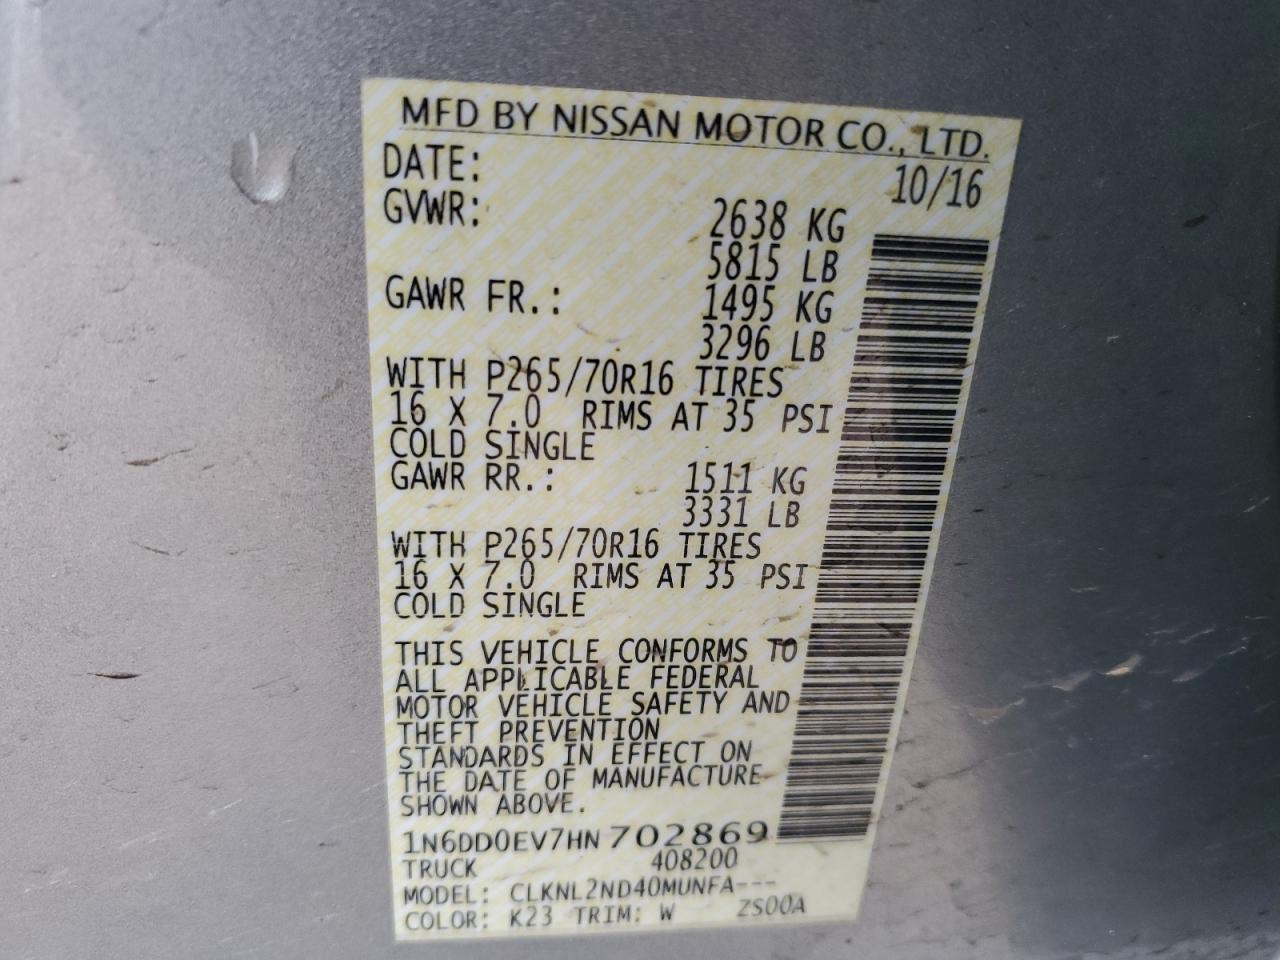 MFD BY NISSAN MOTOR CO., LTD.
DATE: 10/16
GVWR: 2638 KG
5815 LB
GAWR FR.: 1495 KG
3296 LB
WITH P265/70R16 TIRES
16 X 7.0 RIMS AT 35 PSI
COLD SINGLE
GAWR RR.: 1511 KG
3331 LB
WITH P265/70R16 TIRES
16 X 7.0 RIMS AT 35 PSI
COLD SINGLE
THIS VEHICLE CONFORMS TO
ALL APPLICABLE FEDERAL
MOTOR VEHICLE SAFETY AND
THEFT PREVENTION
STANDARDS IN EFFECT ON
THE DATE OF MANUFACTURE
SHOWN ABOVE.
1N6DD0EV7HN702869
TRUCK 408200
MODEL: CLKNL2ND40MUNFA---
COLOR: K23 TRIM: W ZS00A